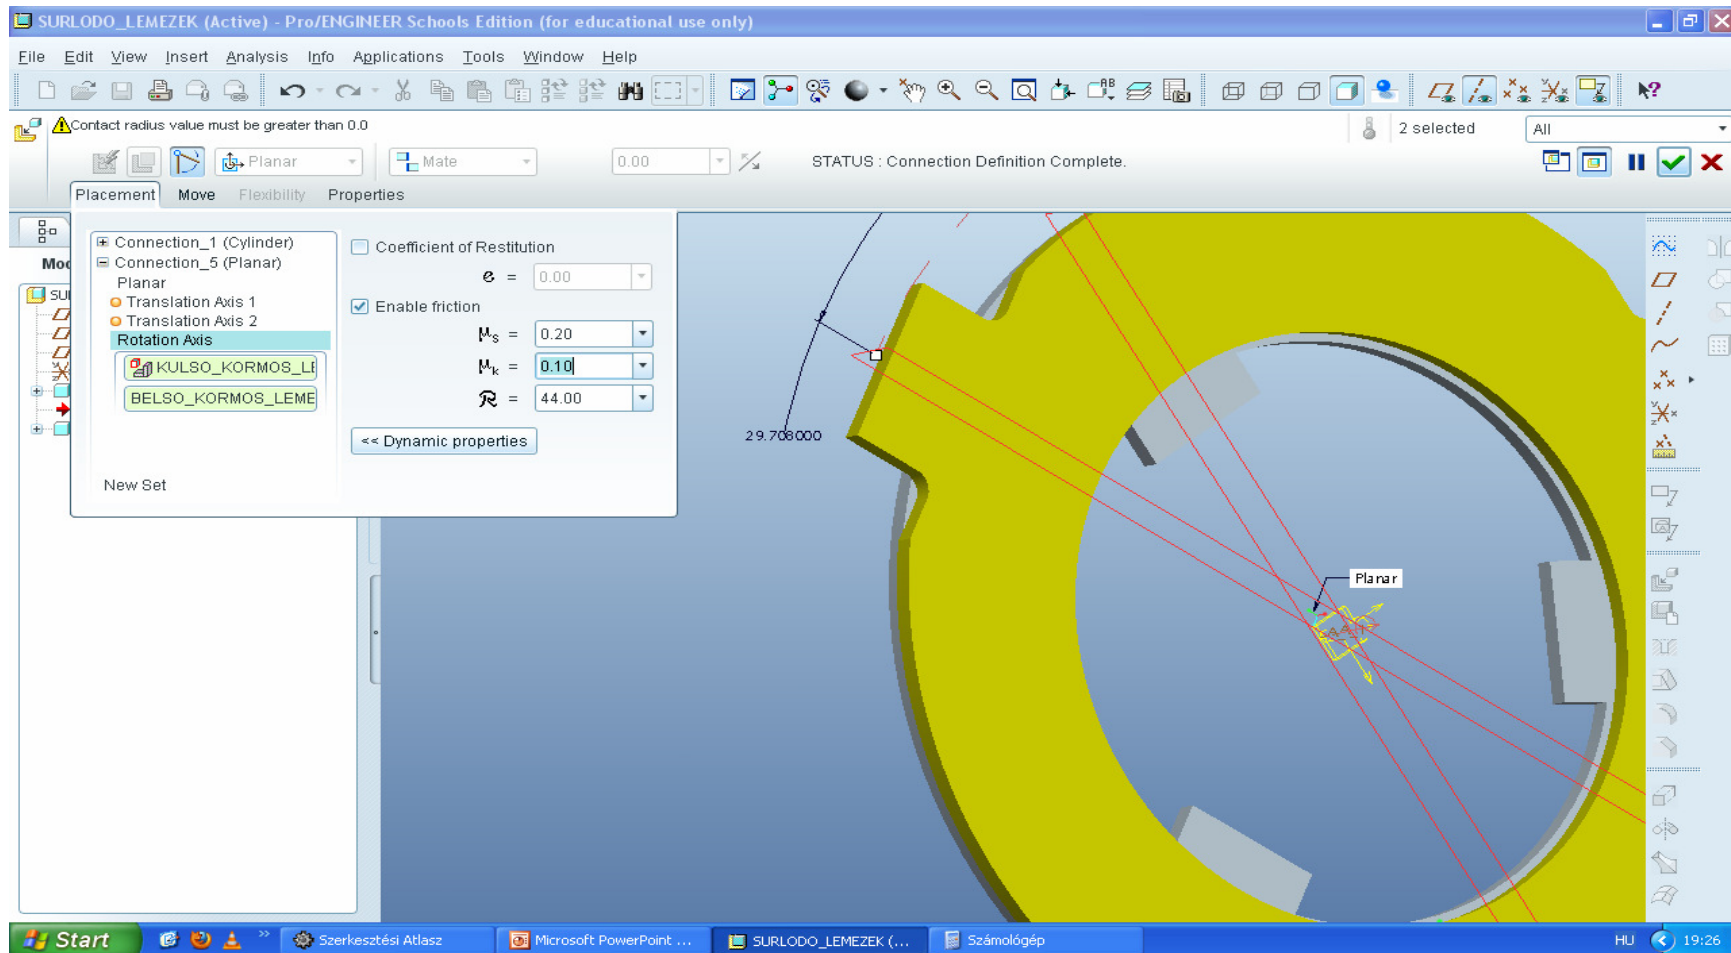 SURLODO_LEMEZEK (Active) - Pro/ENGINEER Schools Edition (for educational use only)
File Edit View Insert Analysis Info Applications Tools Window Help
Contact radius value must be greater than 0.0
2 selected All
Planar Mate 0.00 STATUS : Connection Definition Complete.
Placement Move Flexibility Properties
Connection_1 (Cylinder)
Connection_5 (Planar)
Planar
Translation Axis 1
Translation Axis 2
Rotation Axis
KULSO_KORMOS_LE
BELSO_KORMOS_LEME
New Set
Coefficient of Restitution
e = 0.00
Enable friction
μs = 0.20
μk = 0.10
R = 44.00
<< Dynamic properties
Moc
SUI
29.708000
Planar
Start Szerkesztési Atlasz Microsoft PowerPoint ... SURLODO_LEMEZEK (... Számológép HU 19:26